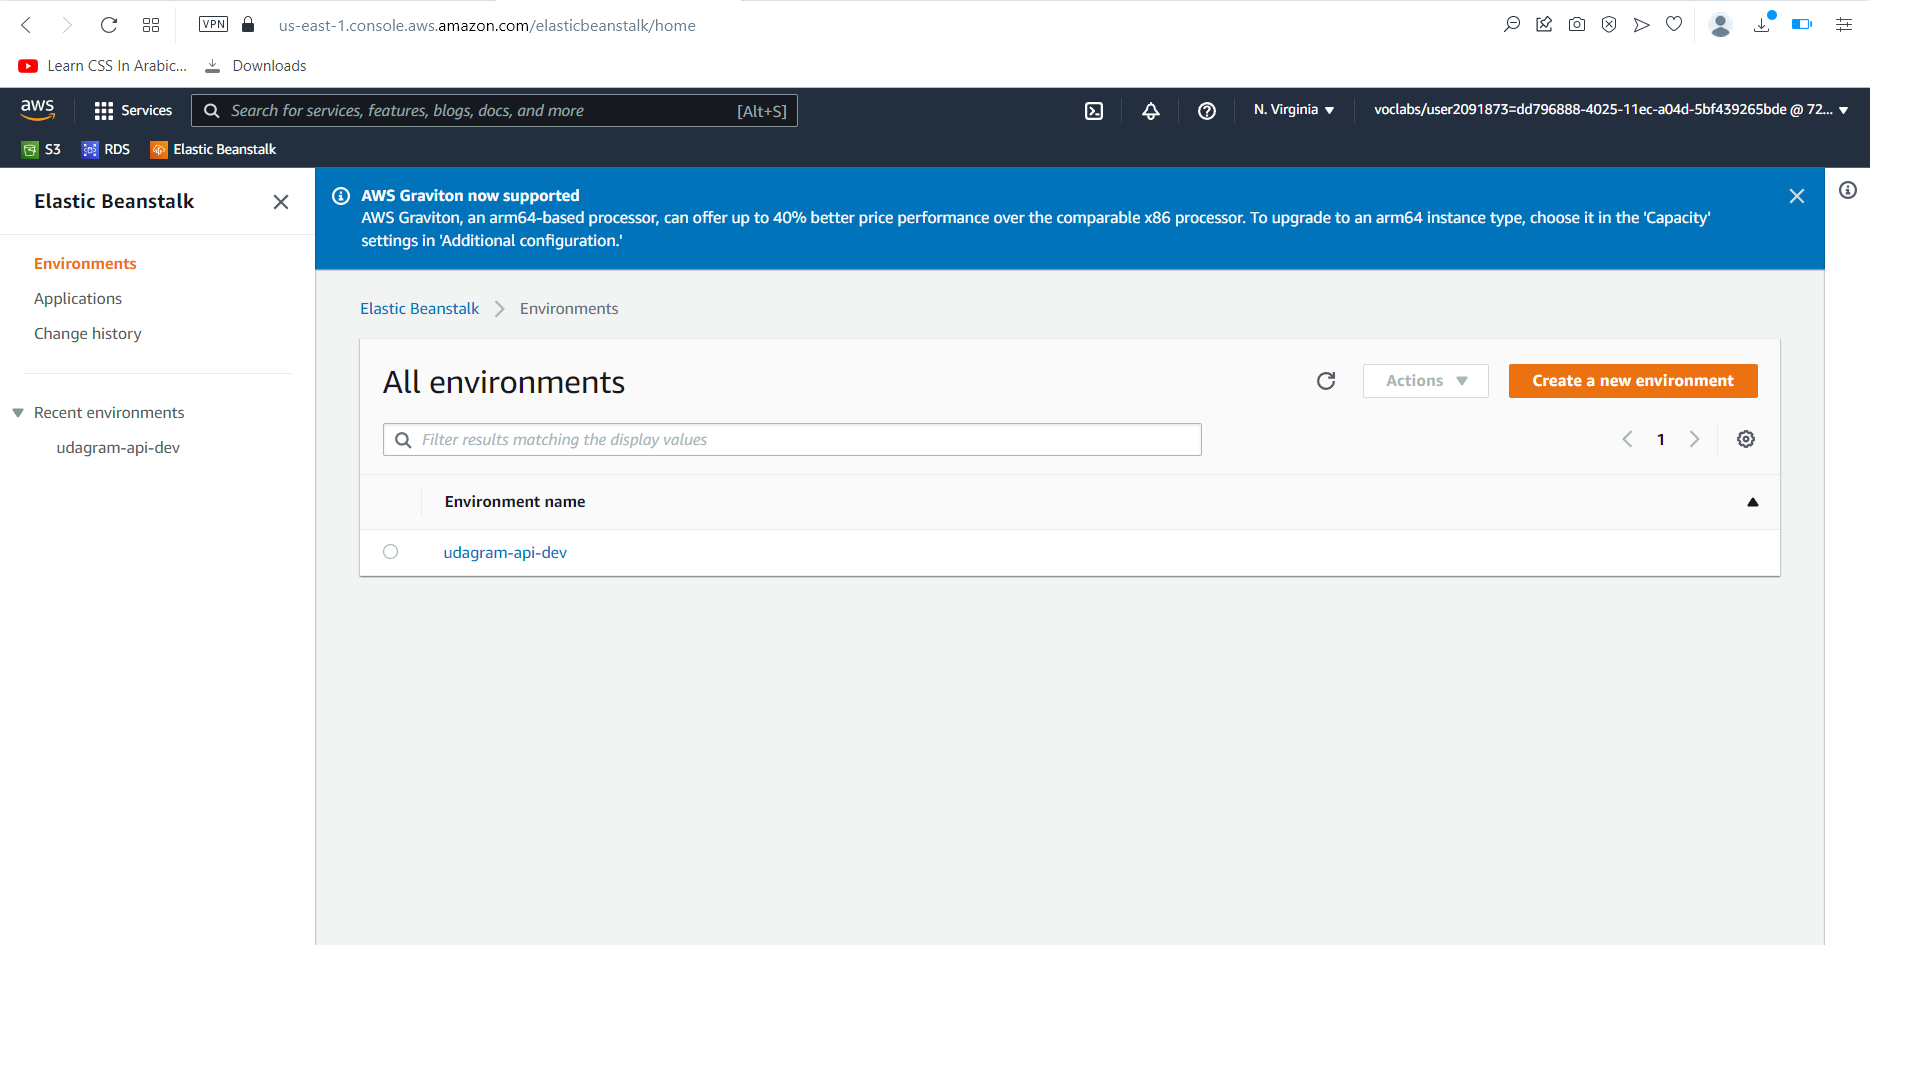 VPN
us-east-1.console.aws.amazon.com/elasticbeanstalk/home
Learn CSS In Arabic... Downloads
aws Services Search for services, features, blogs, docs, and more [Alt+S] N. Virginia voclabs/user2091873=dd796888-4025-11ec-a04d-5bf439265bde @ 72...
S3 RDS Elastic Beanstalk
Elastic Beanstalk
Environments
Applications
Change history
Recent environments
udagram-api-dev
AWS Graviton now supported
AWS Graviton, an arm64-based processor, can offer up to 40% better price performance over the comparable x86 processor. To upgrade to an arm64 instance type, choose it in the 'Capacity'
settings in 'Additional configuration.'
Elastic Beanstalk Environments
All environments
Actions Create a new environment
Filter results matching the display values
1
Environment name
udagram-api-dev